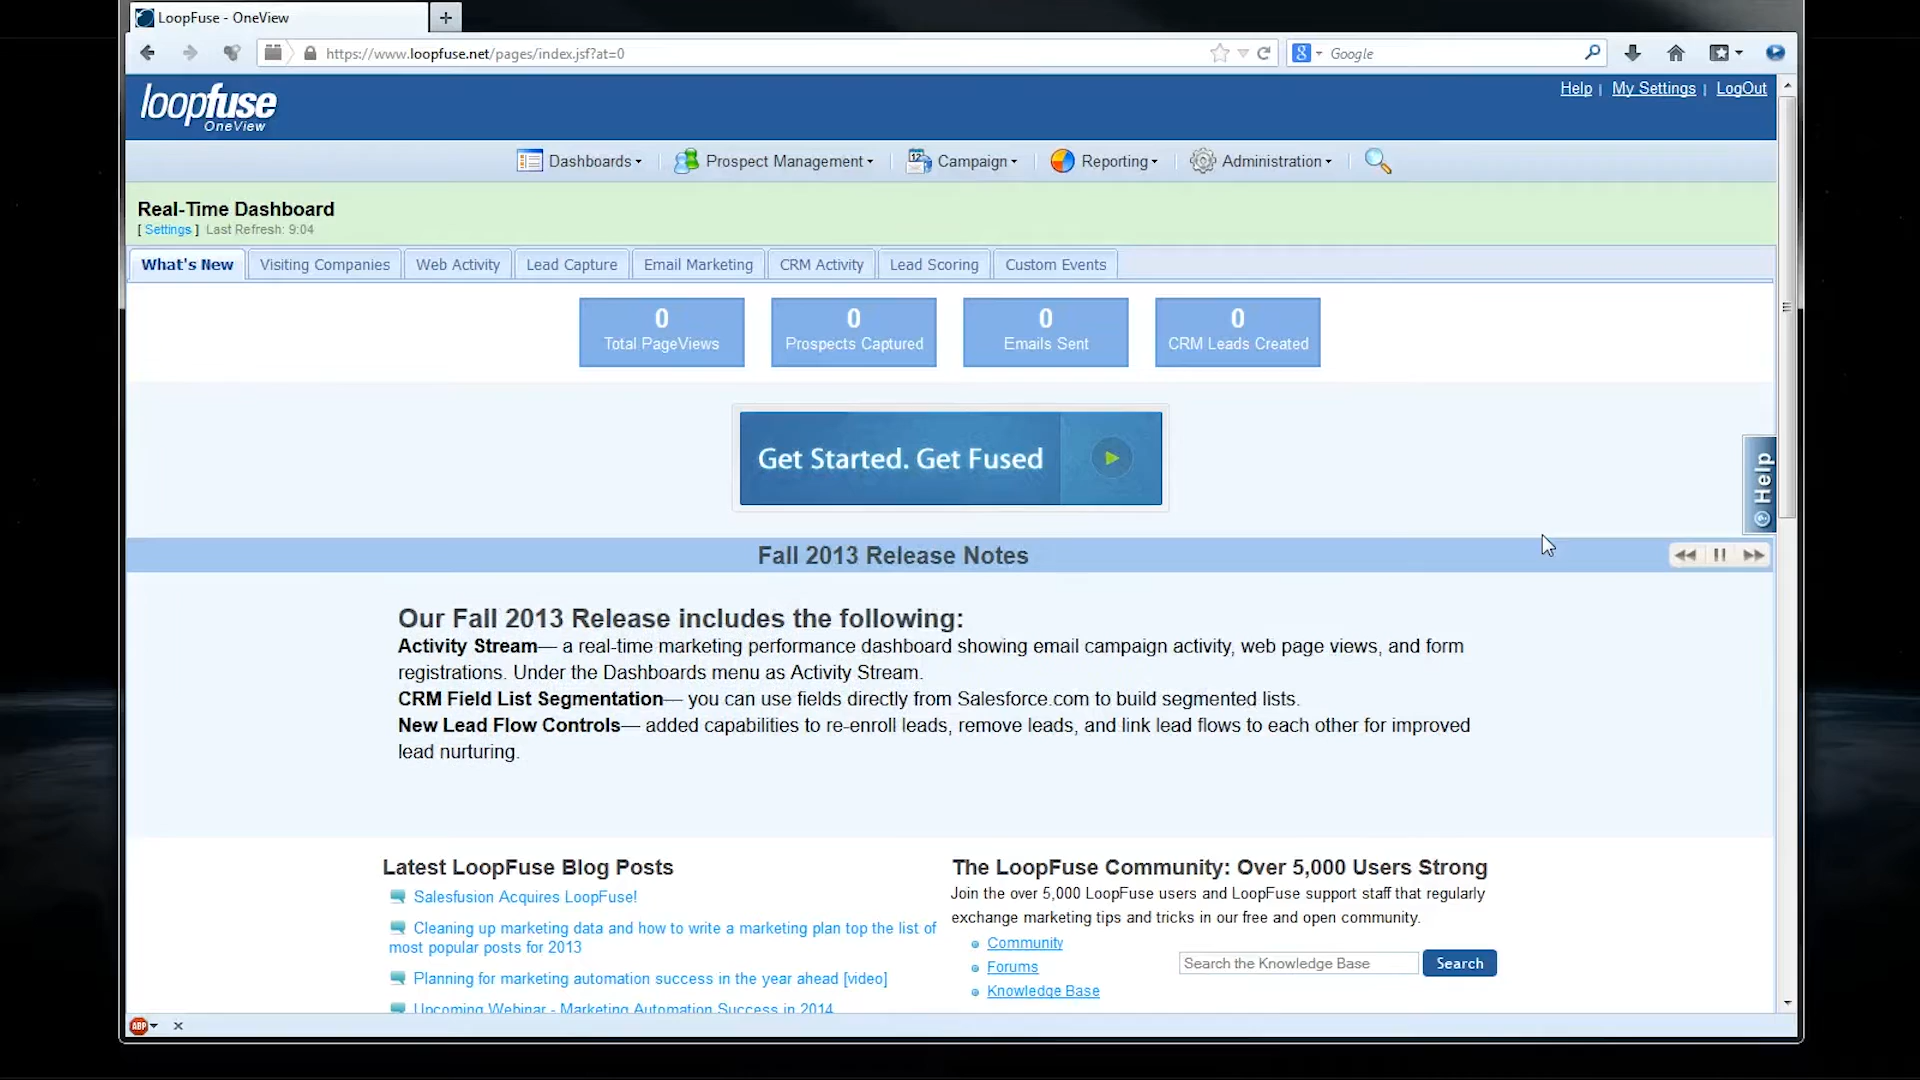 LoopFuse - OneView
https://www.loopfuse.net/pages/index.jsf?at=0
Google
loopfuse
OneView
Help | My Settings | LogOut
Dashboards
Prospect Management
Campaign
Reporting
Administration
Real-Time Dashboard
[ Settings ] Last Refresh: 9:04
What's New
Visiting Companies
Web Activity
Lead Capture
Email Marketing
CRM Activity
Lead Scoring
Custom Events
0
Total PageViews
0
Prospects Captured
0
Emails Sent
0
CRM Leads Created
Get Started. Get Fused
Help
Fall 2013 Release Notes
Our Fall 2013 Release includes the following:
Activity Stream— a real-time marketing performance dashboard showing email campaign activity, web page views, and form
registrations. Under the Dashboards menu as Activity Stream.
CRM Field List Segmentation— you can use fields directly from Salesforce.com to build segmented lists.
New Lead Flow Controls— added capabilities to re-enroll leads, remove leads, and link lead flows to each other for improved
lead nurturing.
Latest LoopFuse Blog Posts
Salesfusion Acquires LoopFuse!
Cleaning up marketing data and how to write a marketing plan top the list of
most popular posts for 2013
Planning for marketing automation success in the year ahead [video]
Upcoming Webinar - Marketing Automation Success in 2014
The LoopFuse Community: Over 5,000 Users Strong
Join the over 5,000 LoopFuse users and LoopFuse support staff that regularly
exchange marketing tips and tricks in our free and open community.
Community
Forums
Knowledge Base
Search the Knowledge Base
Search
ABP